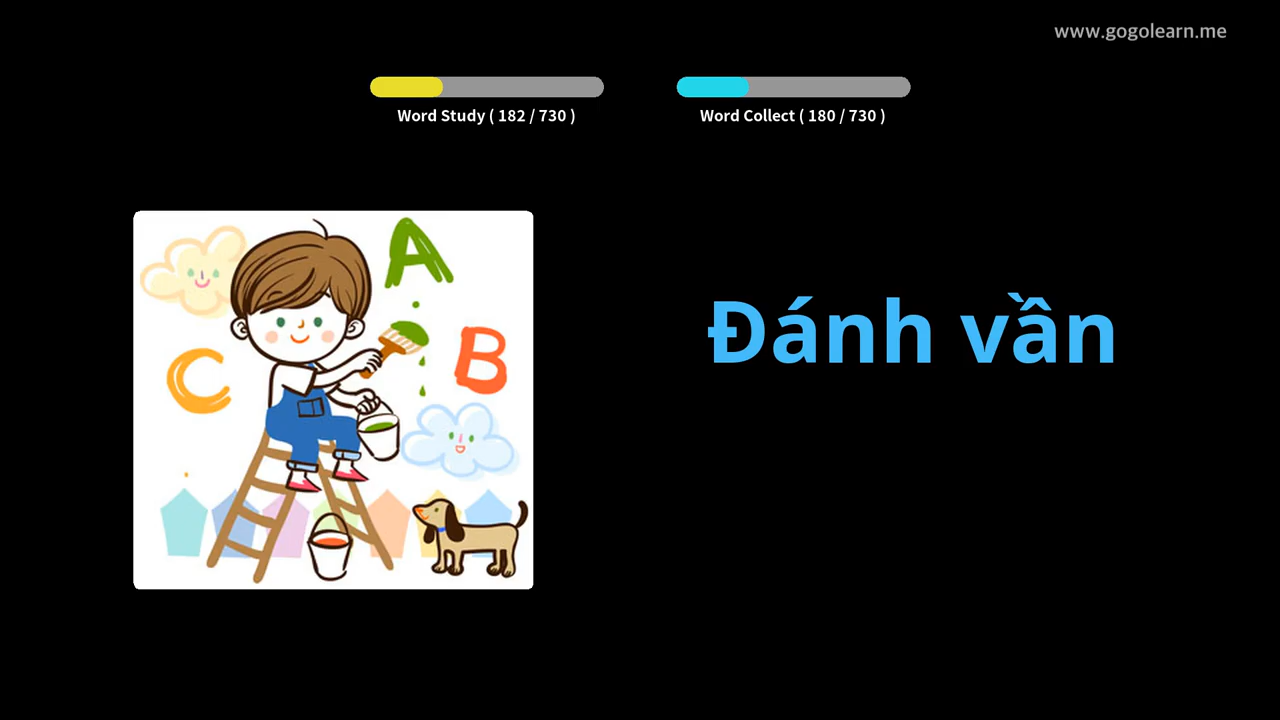 www.gogolearn.me
Word Study ( 182 / 730 )
Word Collect ( 180 / 730 )
A
B
C
Đánh vần